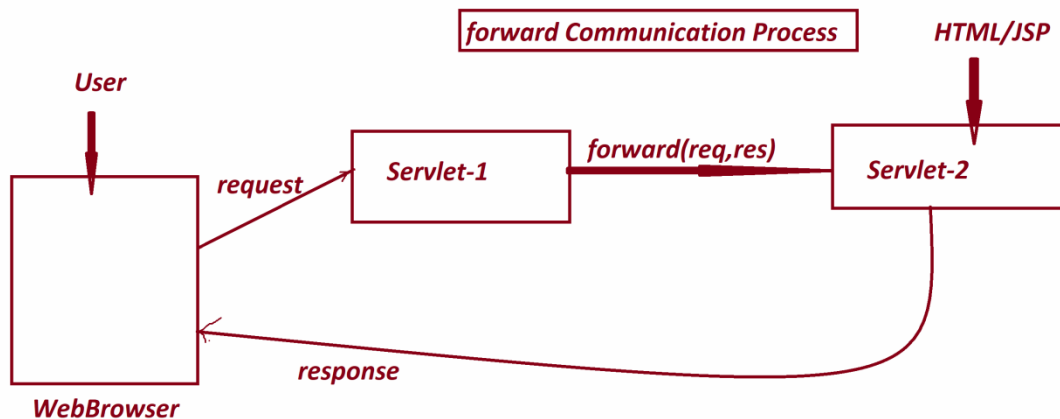 forward Communication Process
HTML/JSP
User
forward(req,res)
Servlet-1
Servlet-2
request
response
WebBrowser